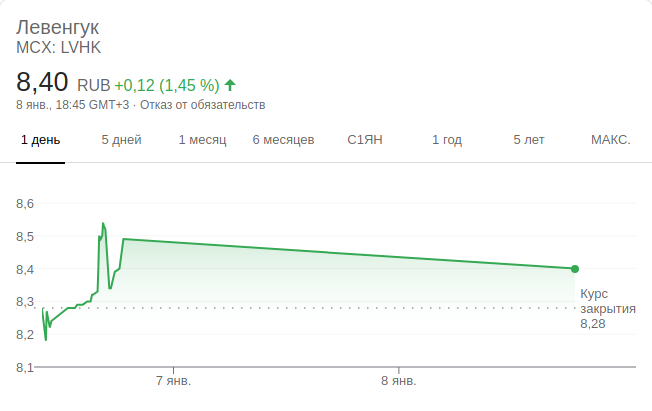 Левенгук
MCX: LVHK
8,40 RUB +0,12 (1,45 %)
8 янв., 18:45 GMT+3 · Отказ от обязательств
1 день 5 дней 1 месяц 6 месяцев С1ЯН 1 год 5 лет МАКС.
8,6
8,5
8,4
8,3
8,2
8,1
Курс
закрытия
8,28
7 янв. 8 янв.